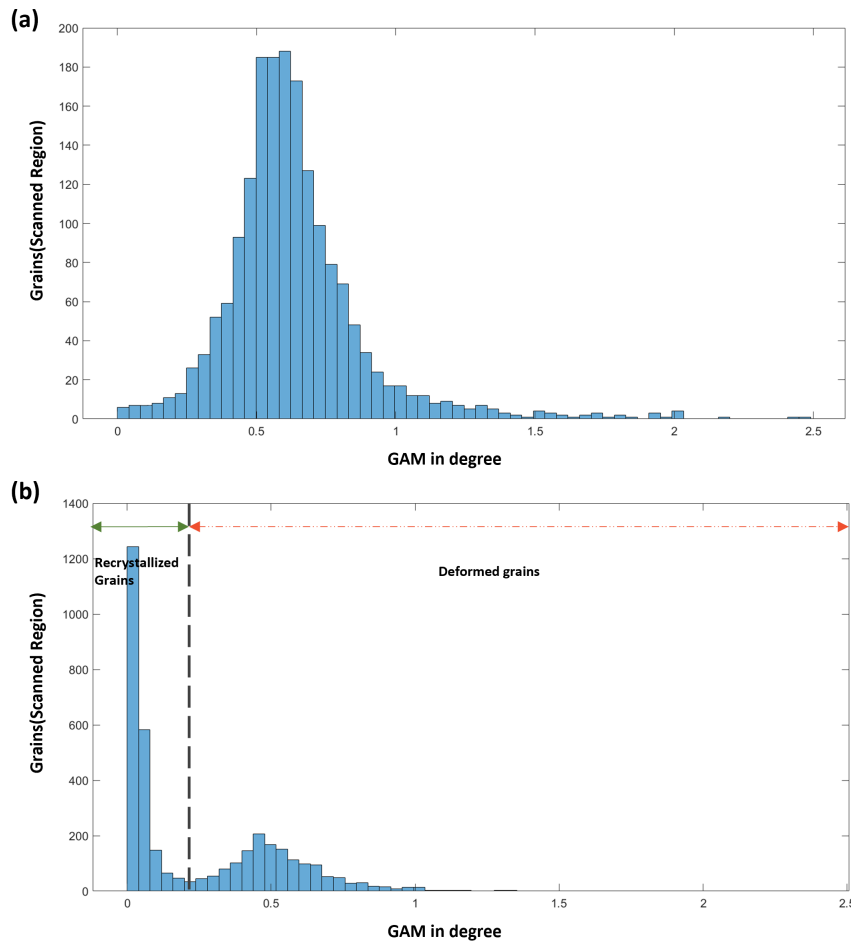 (a)
200
180
160
140
120
100
80
60
40
20
0
Grains(Scanned Region)
0 0.5 1 1.5 2 2.5
GAM in degree
(b)
1400
1200
1000
800
600
400
200
0
Grains(Scanned Region)
Recrystallized
Grains
Deformed grains
0 0.5 1 1.5 2 2.5
GAM in degree